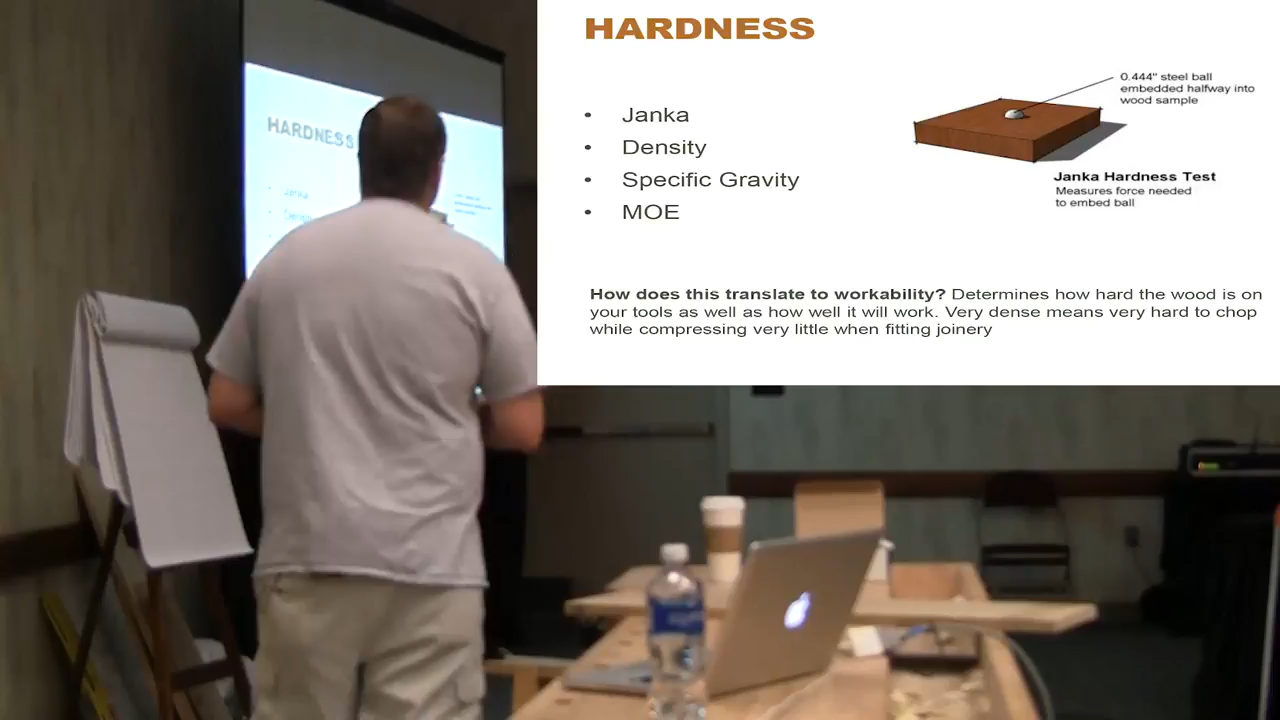 HARDNESS
• Janka
• Density
• Specific Gravity
• MOE
0.444" steel ball
embedded halfway into
wood sample
Janka Hardness Test
Measures force needed
to embed ball
How does this translate to workability? Determines how hard the wood is on
your tools as well as how well it will work. Very dense means very hard to chop
while compressing very little when fitting joinery
HARDNESS
Janka